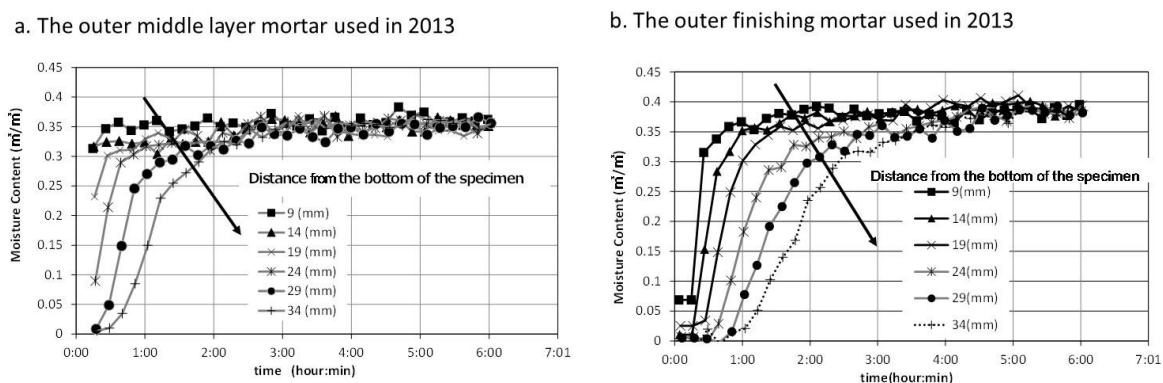 a. The outer middle layer mortar used in 2013
Moisture Content (m³/m³)
0.45
0.4
0.35
0.3
0.25
0.2
0.15
0.1
0.05
0
Distance from the bottom of the specimen
9 (mm)
14 (mm)
19 (mm)
24 (mm)
29 (mm)
34 (mm)
0:00 1:00 2:00 3:00 4:00 5:00 6:00 7:01
time (hour:min)
b. The outer finishing mortar used in 2013
Moisture Content (m³/m³)
0.45
0.4
0.35
0.3
0.25
0.2
0.15
0.1
0.05
0
Distance from the bottom of the specimen
9(mm)
14(mm)
19(mm)
24(mm)
29(mm)
34(mm)
0:00 1:00 2:00 3:00 4:00 5:00 6:00 7:01
time(hour:min)